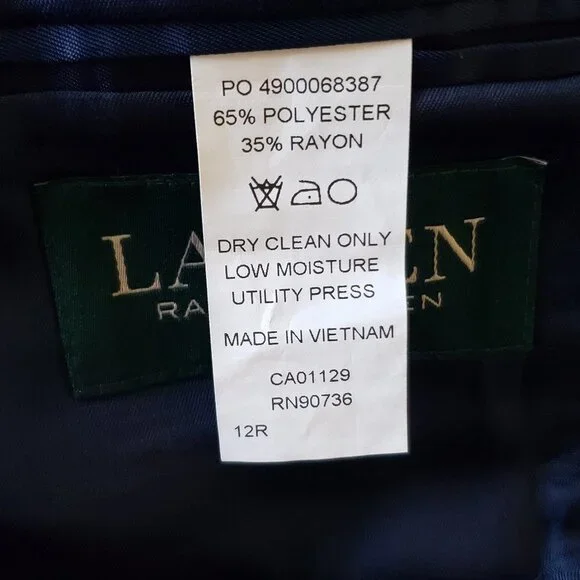 PO 4900068387
65% POLYESTER
35% RAYON
DRY CLEAN ONLY
LOW MOISTURE
UTILITY PRESS
MADE IN VIETNAM
CA01129
RN90736
12R